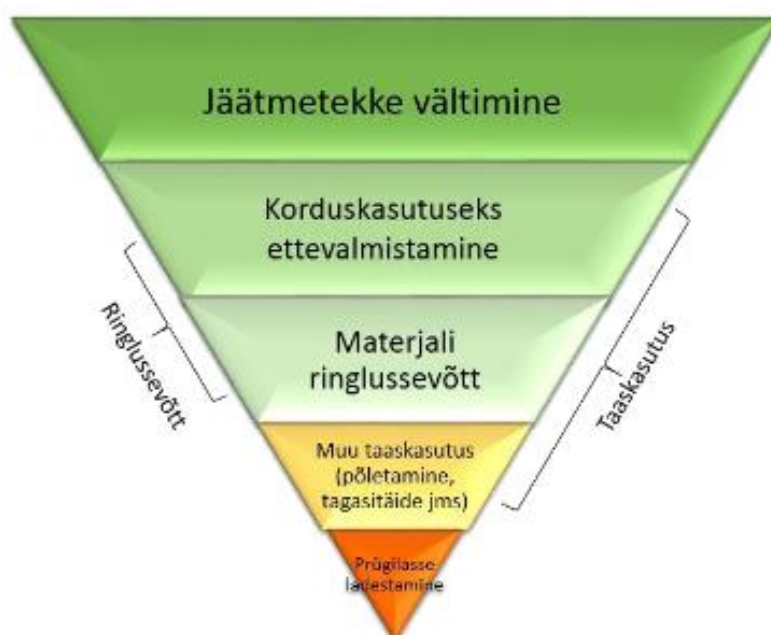 Jäätmetekke vältimine
Korduskasutuseks
ettevalmistamine
Ringlussevõtt
Materjali
ringlussevõtt
Taaskasutus
Muu taaskasutus
(põletamine,
tagasitäide jms)
Prügilasse
ladestamine